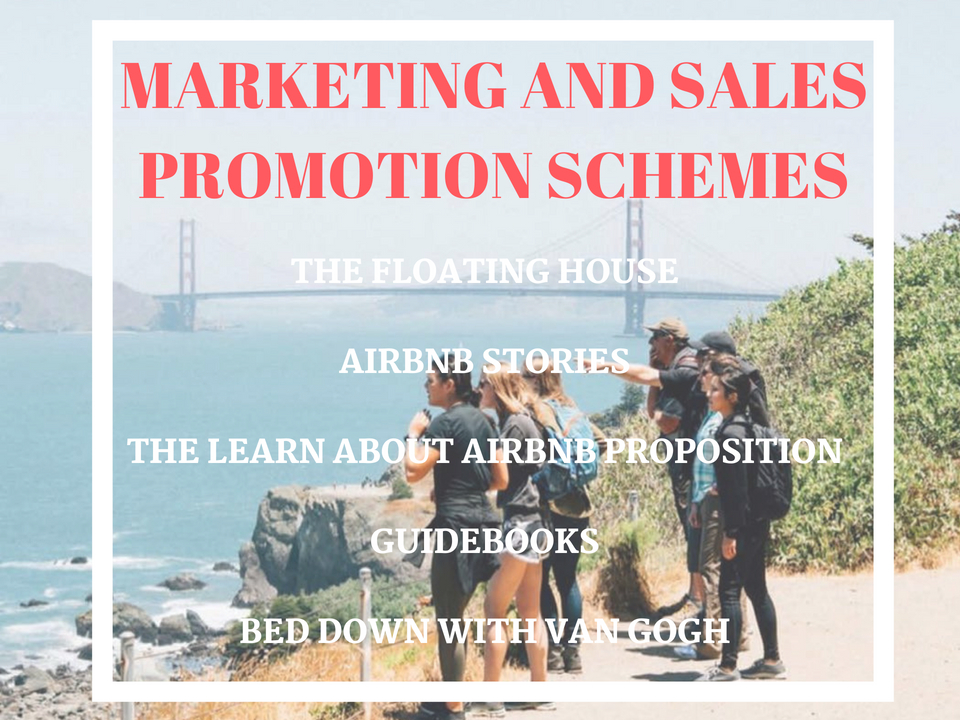 MARKETING AND SALES
PROMOTION SCHEMES
THE FLOATING HOUSE
AIRBNB STORIES
THE LEARN ABOUT AIRBNB PROPOSITION
GUIDEBOOKS
BED DOWN WITH VAN GOGH